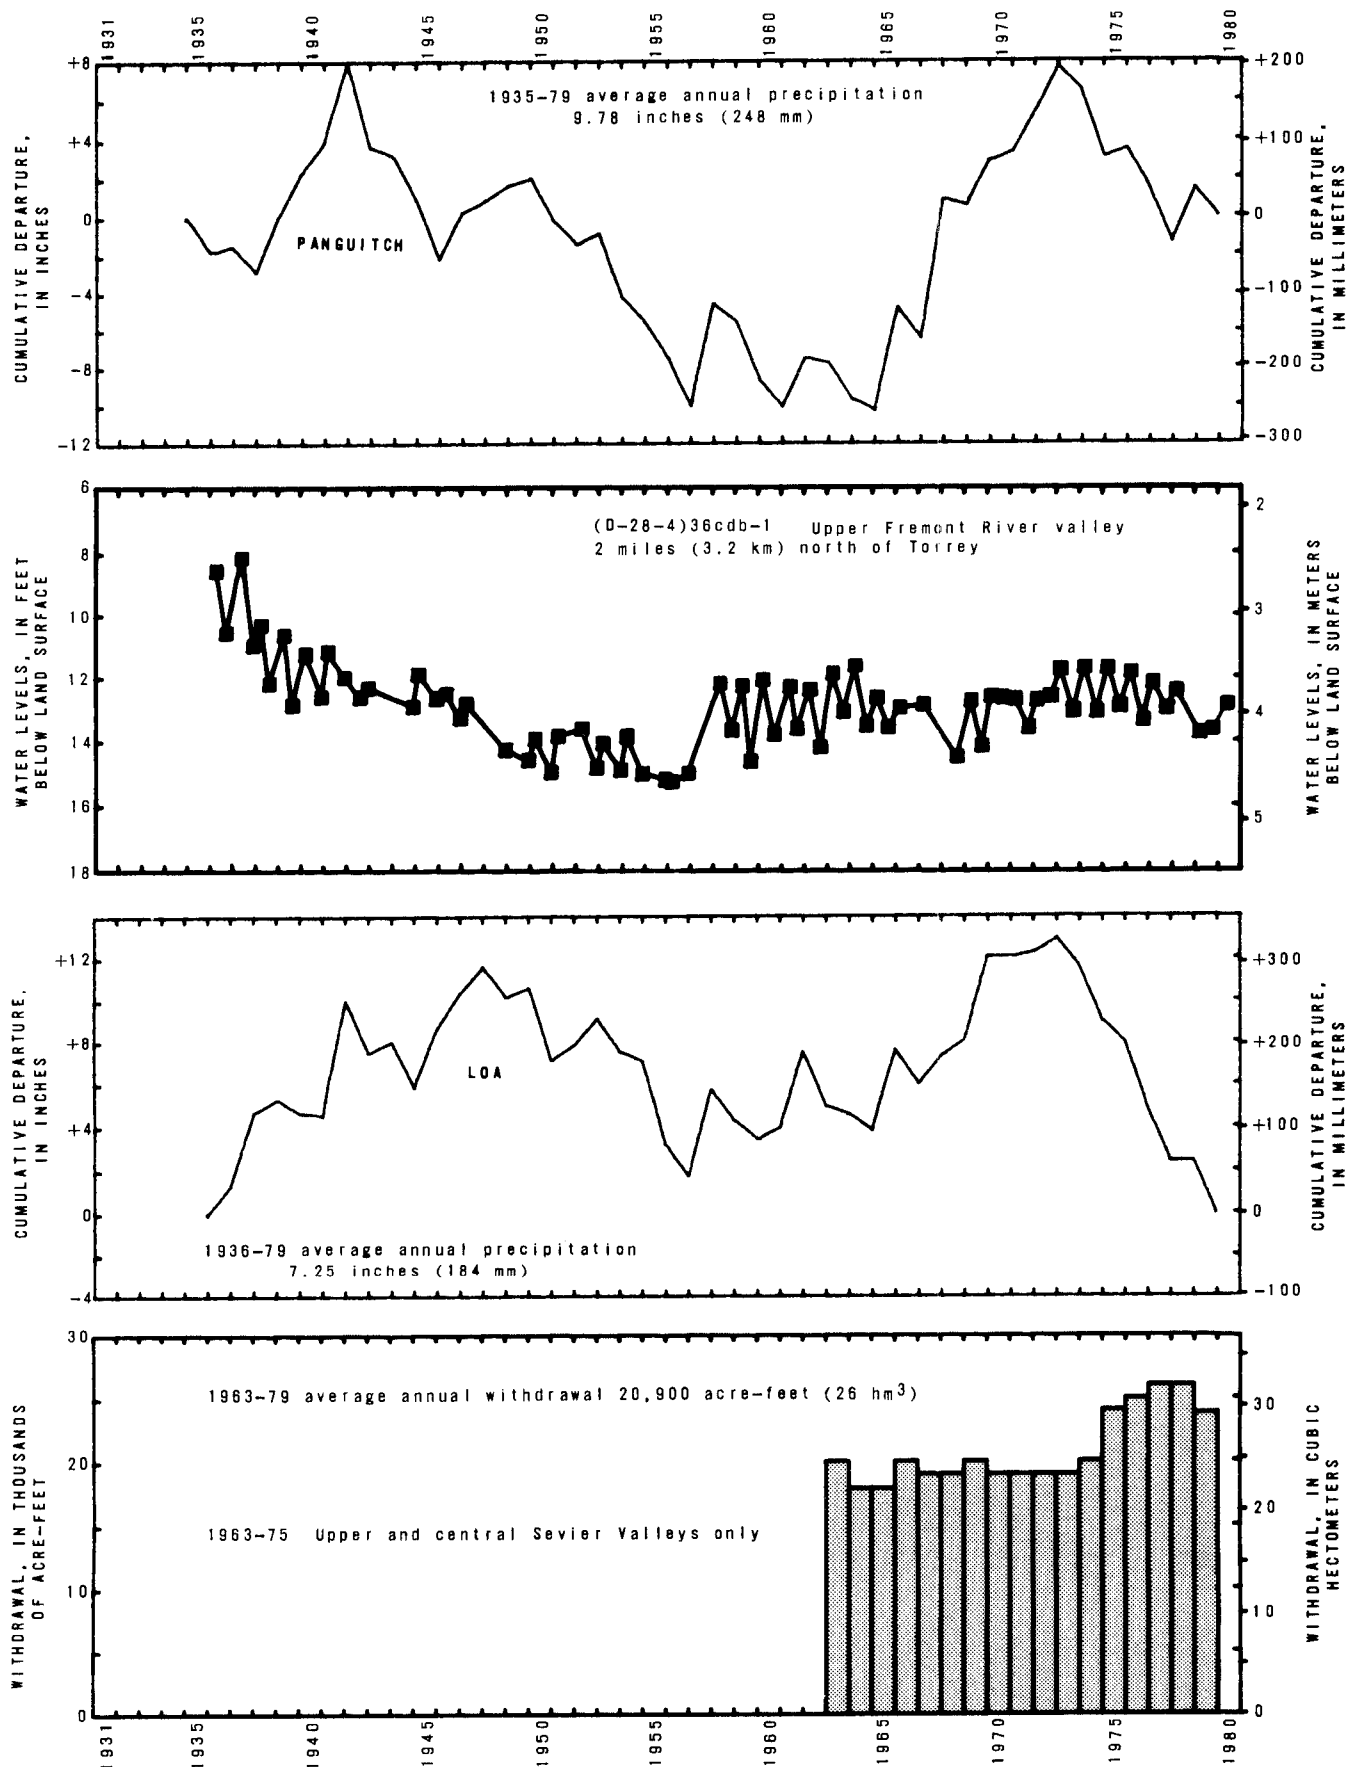 1931 1935 1940 1945 1950 1955 1960 1965 1970 1975 1980
CUMULATIVE DEPARTURE,
IN INCHES
+8
+4
0
-4
-8
-12
1935-79 average annual precipitation
9.78 inches (248 mm)
PANGUITCH
+200
+100
0
-100
-200
-300
CUMULATIVE DEPARTURE,
IN MILLIMETERS
WATER LEVELS, IN FEET
BELOW LAND SURFACE
6
8
10
12
14
16
18
(D-28-4)36cdb-1 Upper Fremont River valley
2 miles (3.2 km) north of Torrey
2
3
4
5
WATER LEVELS, IN METERS
BELOW LAND SURFACE
CUMULATIVE DEPARTURE,
IN INCHES
+12
+8
+4
0
-4
LOA
1936-79 average annual precipitation
7.25 inches (184 mm)
+300
+200
+100
0
-100
CUMULATIVE DEPARTURE,
IN MILLIMETERS
WITHDRAWAL, IN THOUSANDS
OF ACRE-FEET
30
20
10
0
1963-79 average annual withdrawal 20,900 acre-feet (26 hm³)
1963-75 Upper and central Sevier Valleys only
30
20
10
0
WITHDRAWAL, IN CUBIC
HECTOMETERS
1931 1935 1940 1945 1950 1955 1960 1965 1970 1975 1980